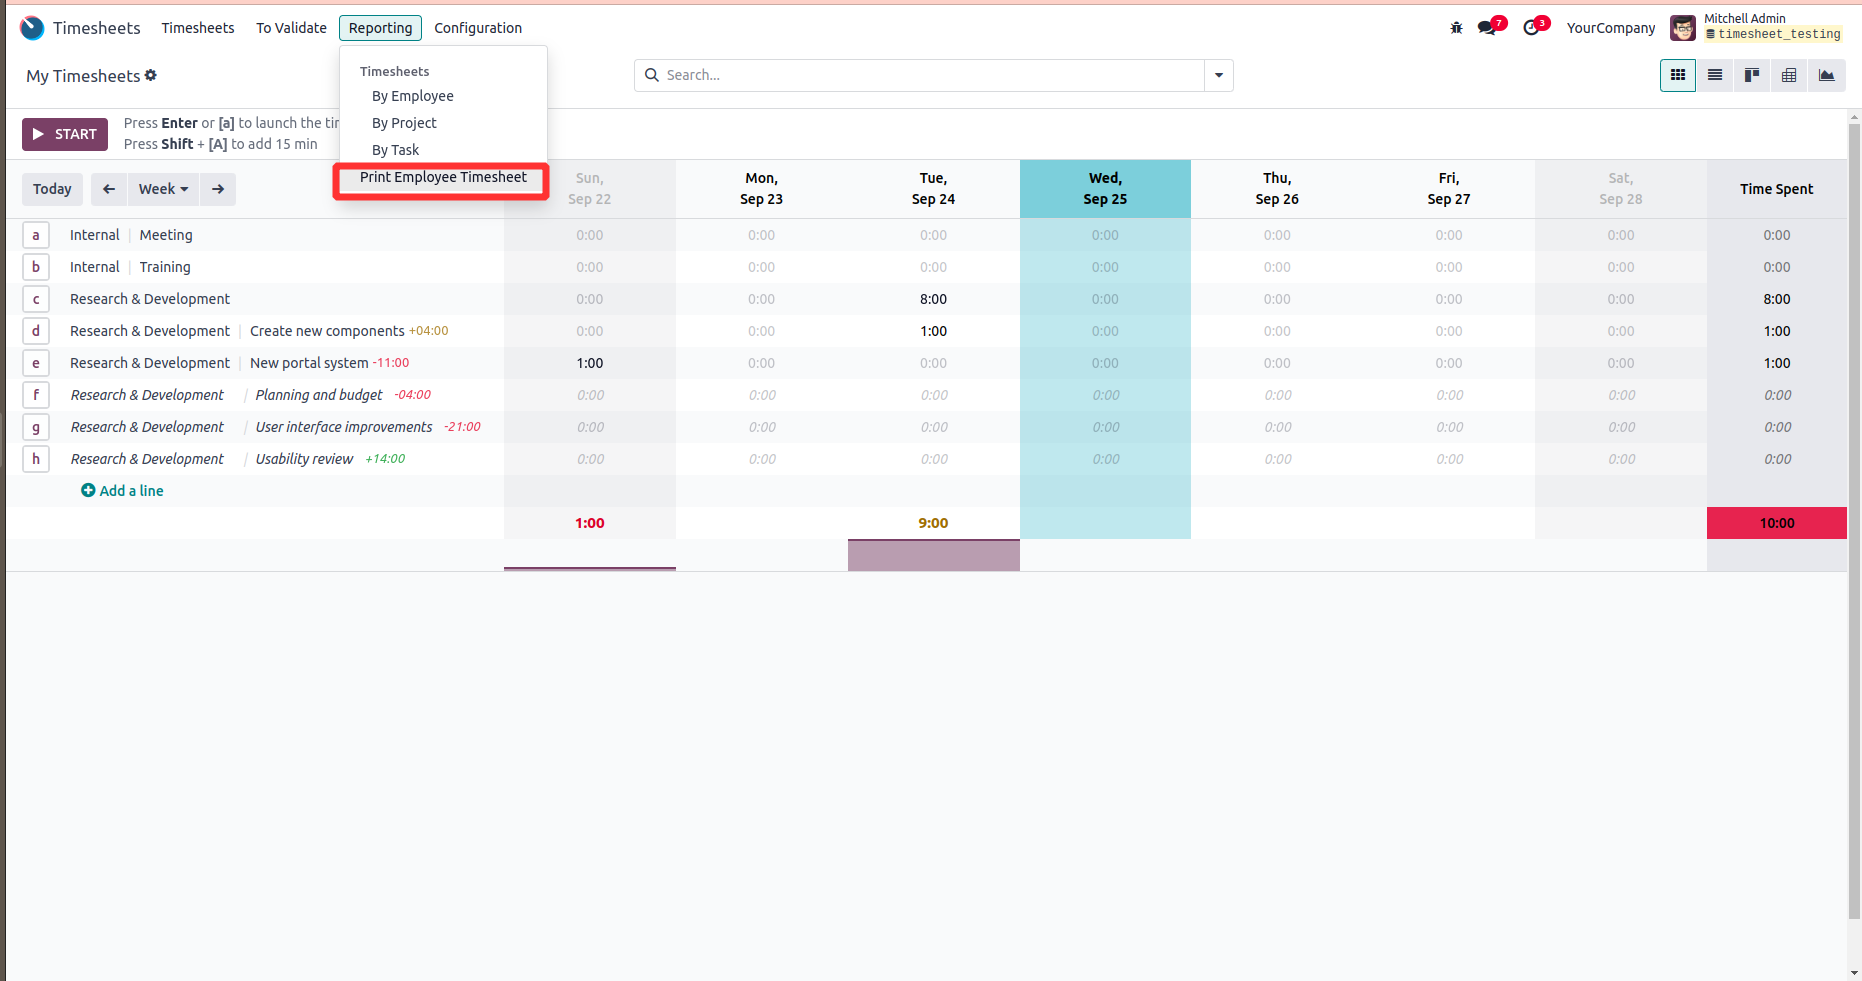 Timesheets Timesheets To Validate Reporting Configuration 7 3 YourCompany Mitchell Admin
timesheet_testing
My Timesheets Search...
Timesheets
By Employee
By Project
By Task
Print Employee Timesheet
START Press Enter or [a] to launch the tir
Press Shift + [A] to add 15 min
Today Week Sun, Sep 22 Mon, Sep 23 Tue, Sep 24 Wed, Sep 25 Thu, Sep 26 Fri, Sep 27 Sat, Sep 28 Time Spent
a Internal | Meeting 0:00 0:00 0:00 0:00 0:00 0:00 0:00 0:00
b Internal | Training 0:00 0:00 0:00 0:00 0:00 0:00 0:00 0:00
c Research & Development 0:00 0:00 8:00 0:00 0:00 0:00 0:00 8:00
d Research & Development | Create new components +04:00 0:00 0:00 1:00 0:00 0:00 0:00 0:00 1:00
e Research & Development | New portal system -11:00 1:00 0:00 0:00 0:00 0:00 0:00 0:00 1:00
f Research & Development | Planning and budget -04:00 0:00 0:00 0:00 0:00 0:00 0:00 0:00 0:00
g Research & Development | User interface improvements -21:00 0:00 0:00 0:00 0:00 0:00 0:00 0:00 0:00
h Research & Development | Usability review +14:00 0:00 0:00 0:00 0:00 0:00 0:00 0:00 0:00
Add a line
1:00 9:00 10:00